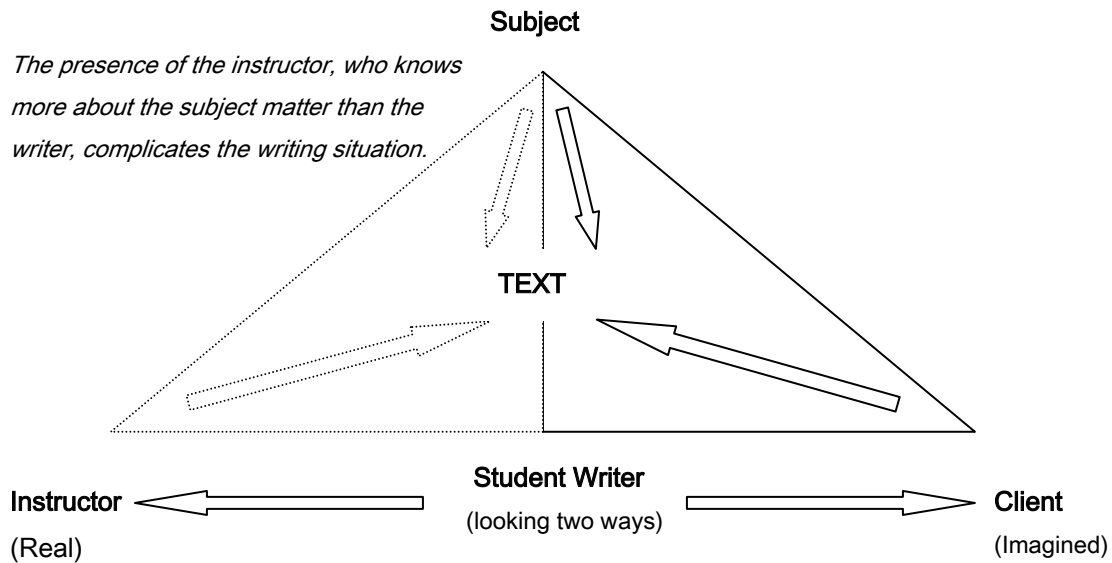 Subject
The presence of the instructor, who knows
more about the subject matter than the
writer, complicates the writing situation.
TEXT
Student Writer
(looking two ways)
Instructor
(Real)
Client
(Imagined)